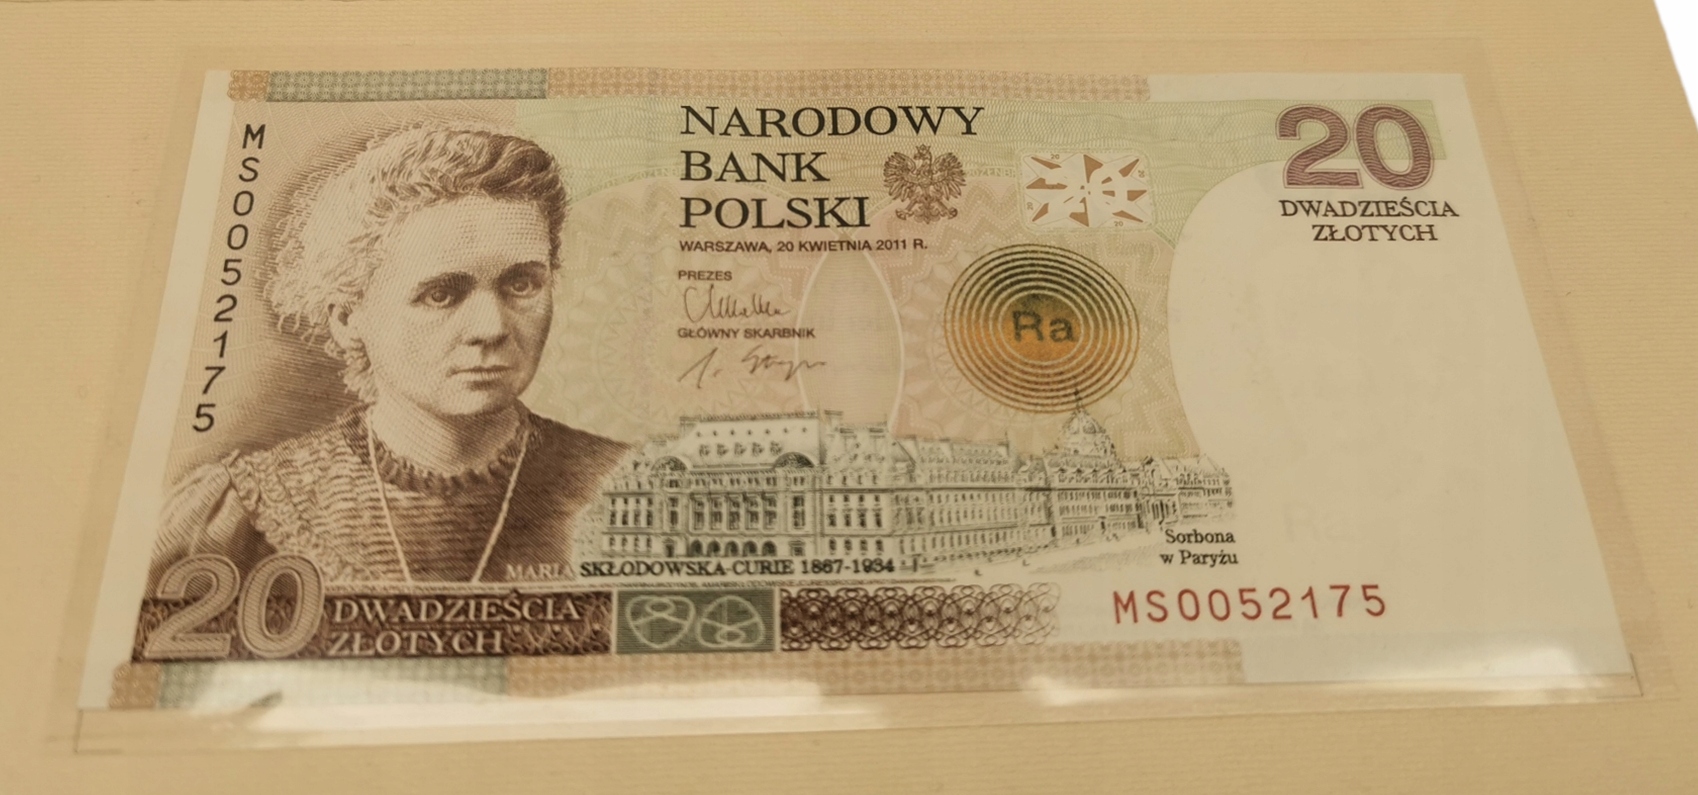 MS0052175
NARODOWY
BANK
POLSKI
WARSZAWA, 20 KWIETNIA 2011 R.
PREZES
GŁÓWNY SKARBNIK
Ra
20
DWADZIEŚCIA
ZŁOTYCH
Sorbona
w Paryżu
MARIA SKŁODOWSKA-CURIE 1867-1934
20
DWADZIEŚCIA
ZŁOTYCH
MS0052175